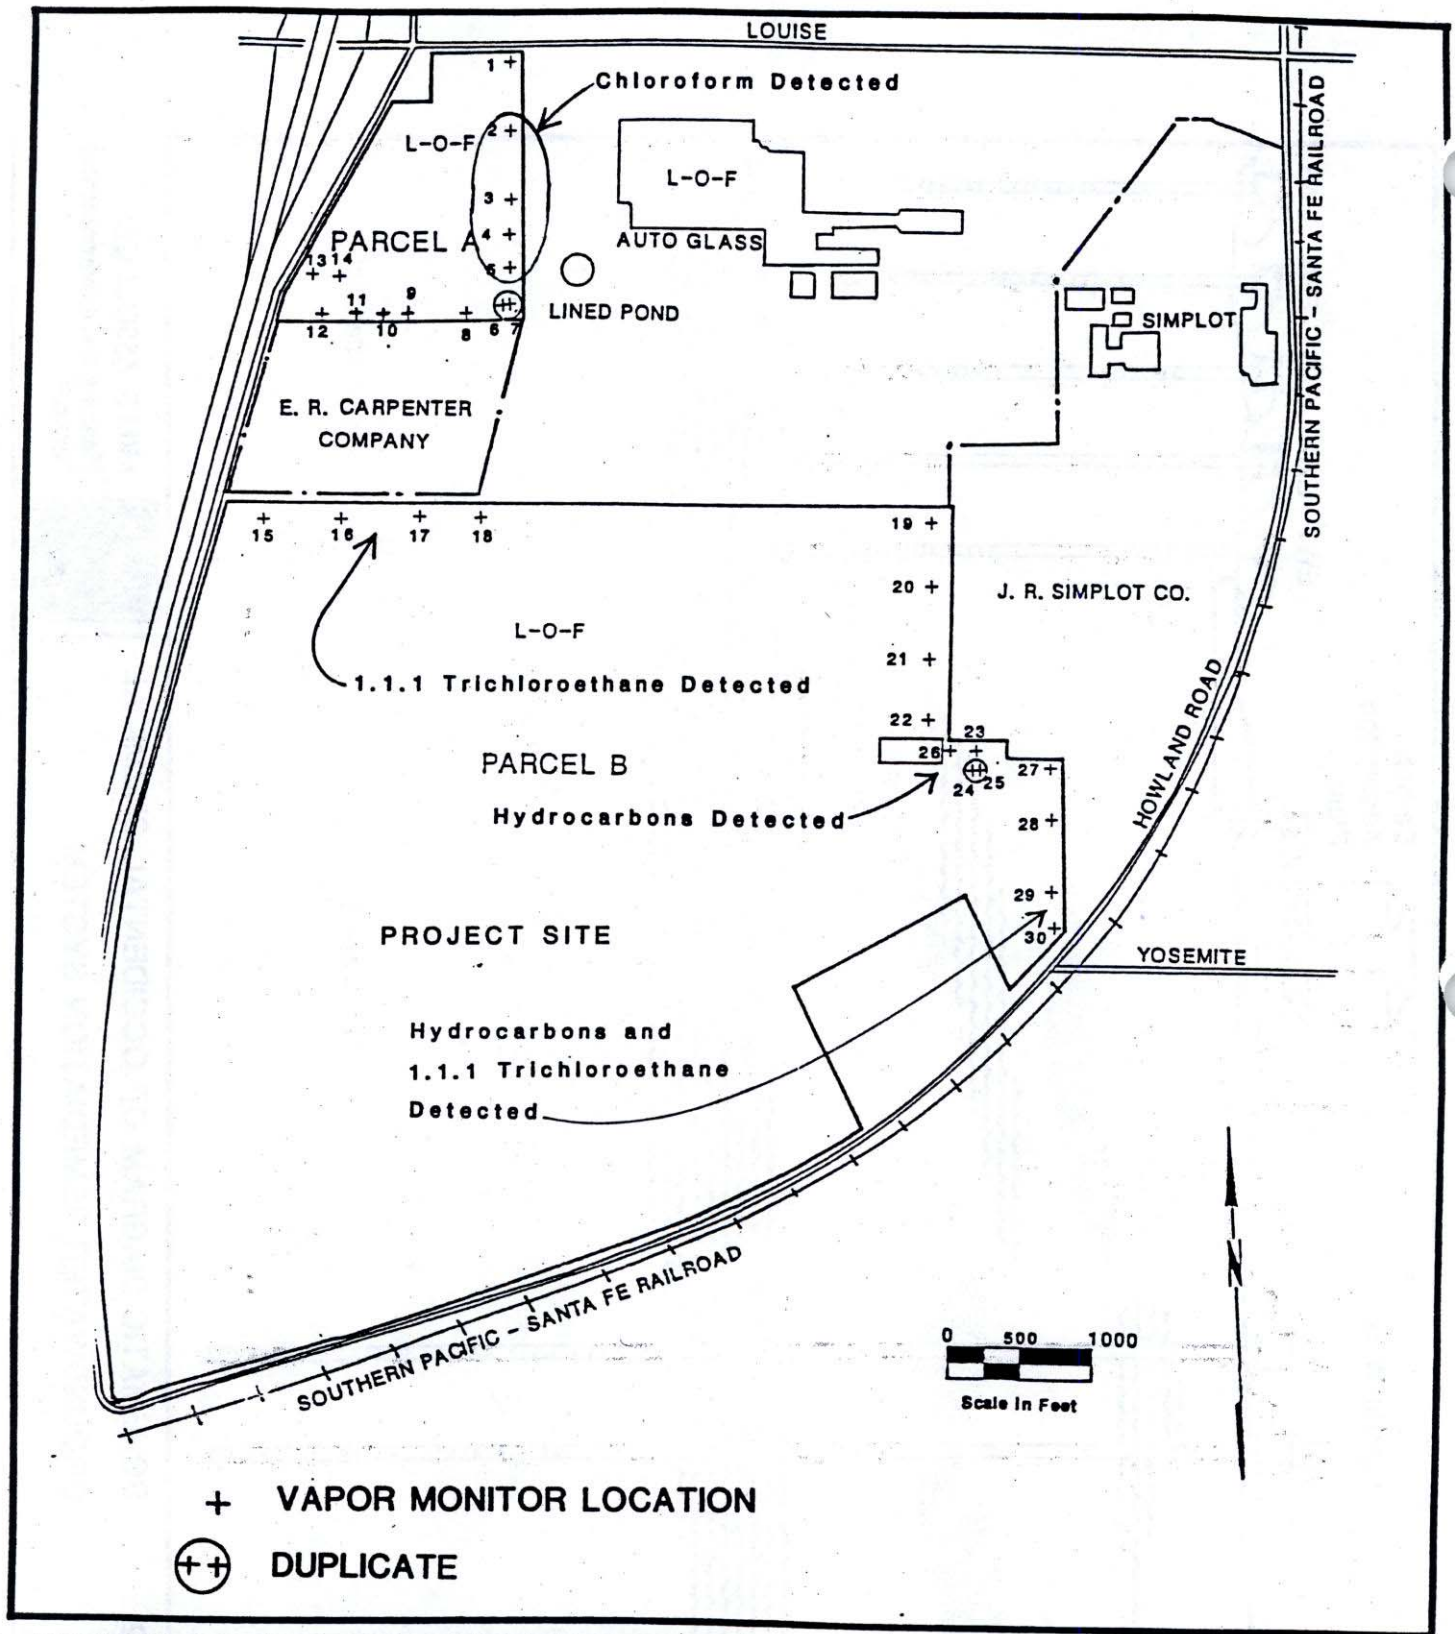 LOUISE
1
Chloroform Detected
2
L-O-F
L-O-F
3
4
PARCEL A
AUTO GLASS
5
13 14
11
9
12
10
8
6
7
LINED POND
SIMPLOT
SOUTHERN PACIFIC - SANTA FE RAILROAD
E. R. CARPENTER
COMPANY
15
16
17
18
19
20
J. R. SIMPLOT CO.
L-O-F
21
1.1.1 Trichloroethane Detected
22
23
26
PARCEL B
24
25
27
Hydrocarbons Detected
28
HOWLAND ROAD
29
30
PROJECT SITE
YOSEMITE
Hydrocarbons and
1.1.1 Trichloroethane
Detected
SOUTHERN PACIFIC - SANTA FE RAILROAD
N
0 500 1000
Scale in Feet
+ VAPOR MONITOR LOCATION
++ DUPLICATE